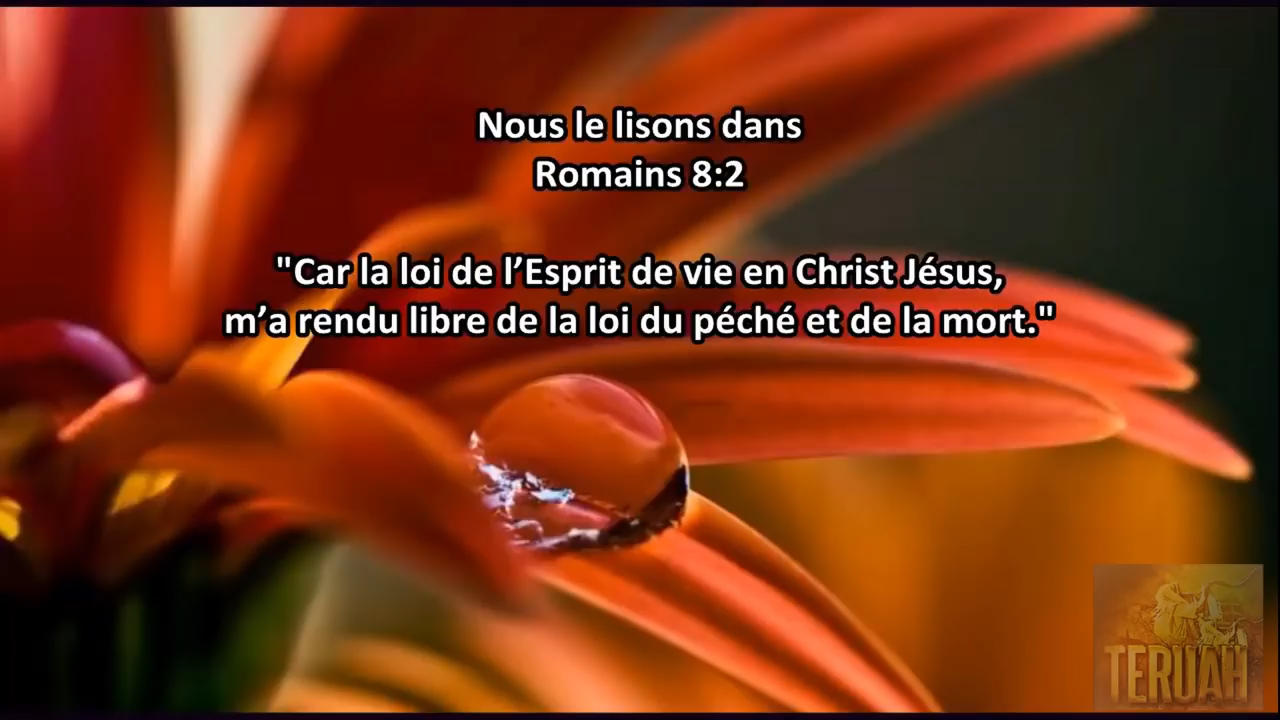 Nous le lisons dans
Romains 8:2
"Car la loi de l’Esprit de vie en Christ Jésus,
m’a rendu libre de la loi du péché et de la mort."
TERUAH